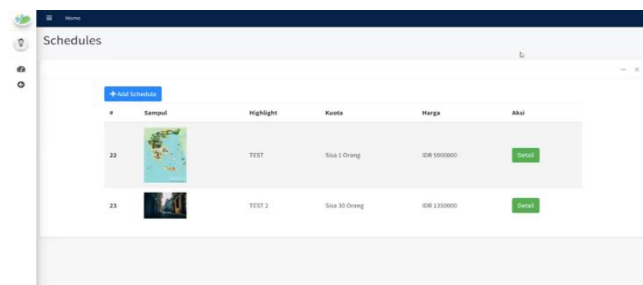 Home
Schedules
+ Add Schedule
# Sampul Highlight Kuota Harga Aksi
22 TEST Sisa 1 Orang IDR 5000000 Detail
23 TEST 2 Sisa 30 Orang IDR 1350000 Detail